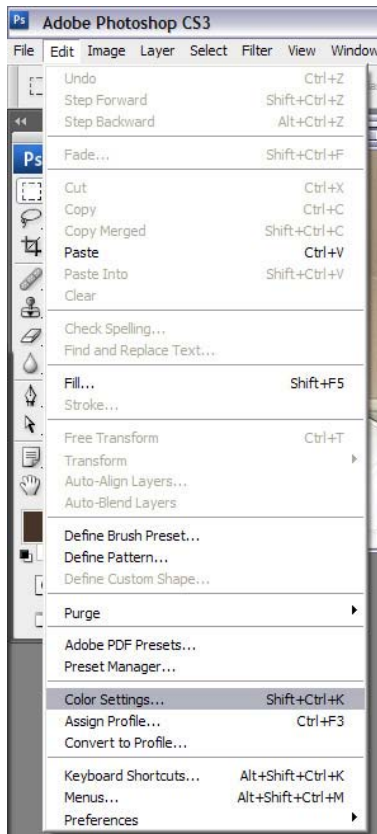 Ps Adobe Photoshop CS3
File Edit Image Layer Select Filter View Window
Ps
Undo Ctrl+Z
Step Forward Shift+Ctrl+Z
Step Backward Alt+Ctrl+Z
Fade... Shift+Ctrl+F
Cut Ctrl+X
Copy Ctrl+C
Copy Merged Shift+Ctrl+C
Paste Ctrl+V
Paste Into Shift+Ctrl+V
Clear
Check Spelling...
Find and Replace Text...
Fill... Shift+F5
Stroke...
Free Transform Ctrl+T
Transform
Auto-Align Layers...
Auto-Blend Layers
Define Brush Preset...
Define Pattern...
Define Custom Shape...
Purge
Adobe PDF Presets...
Preset Manager...
Color Settings... Shift+Ctrl+K
Assign Profile... Ctrl+F3
Convert to Profile...
Keyboard Shortcuts... Alt+Shift+Ctrl+K
Menus... Alt+Shift+Ctrl+M
Preferences